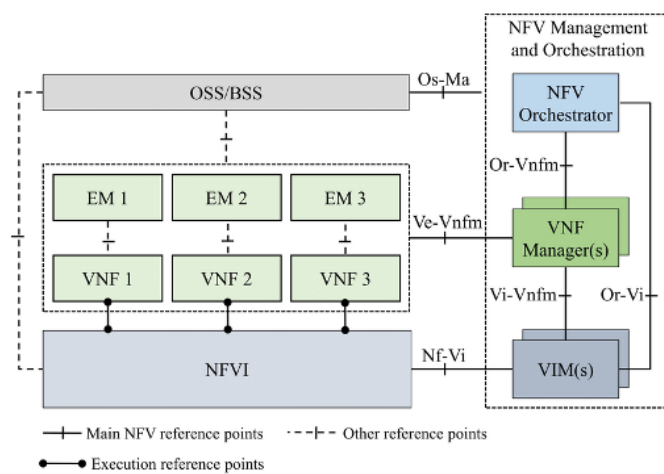 NFV Management
and Orchestration
OSS/BSS
Os-Ma
NFV
Orchestrator
Or-Vnfm
EM 1
EM 2
EM 3
Ve-Vnfm
VNF
Manager(s)
VNF 1
VNF 2
VNF 3
Vi-Vnfm
Or-Vi
NFVI
Nf-Vi
VIM(s)
Main NFV reference points
Other reference points
Execution reference points